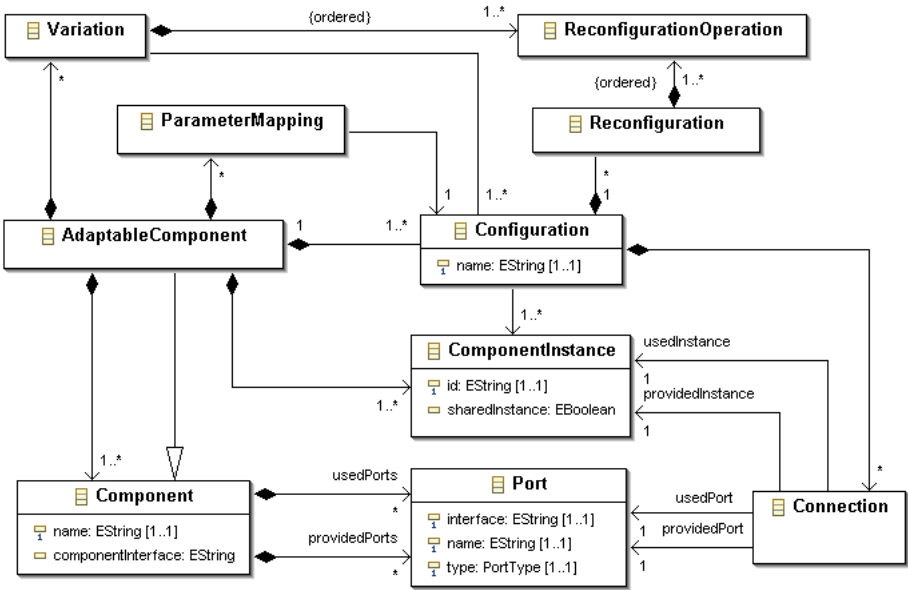 {ordered}
1..*
Variation
ReconfigurationOperation
*
{ordered}
1..*
ParameterMapping
Reconfiguration
*
*
1
1..*
1
AdaptableComponent
1
1..*
Configuration
name: EString [1..1]
1..*
ComponentInstance
usedInstance
id: EString [1..1]
1
sharedInstance: EBoolean
providedInstance
1..*
1
1..*
*
Component
usedPorts
*
Port
usedPort
Connection
name: EString [1..1]
interface: EString [1..1]
1
componentInterface: EString
providedPorts
*
name: EString [1..1]
providedPort
type: PortType [1..1]
1